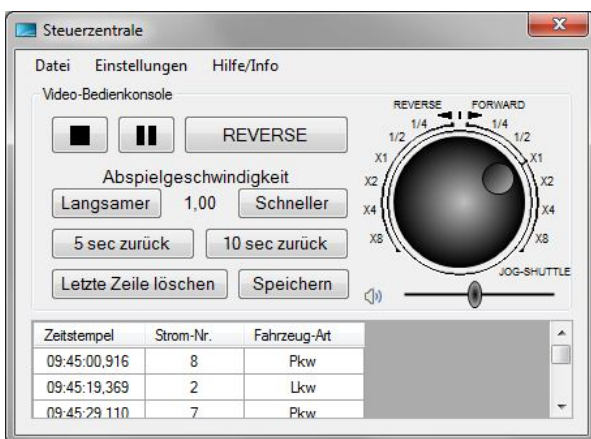 Steuerzentrale
Datei Einstellungen Hilfe/Info
Video-Bedienkonsole
REVERSE
Abspielgeschwindigkeit
Langsamer 1,00 Schneller
5 sec zurück 10 sec zurück
Letzte Zeile löschen Speichern
REVERSE FORWARD
1/4 1/4
1/2 1/2
X1 X1
X2 X2
X4 X4
X8 X8
JOG-SHUTTLE
Zeitstempel Strom-Nr. Fahrzeug-Art
09:45:00,916 8 Pkw
09:45:19,369 2 Lkw
09:45:29,110 7 Pkw